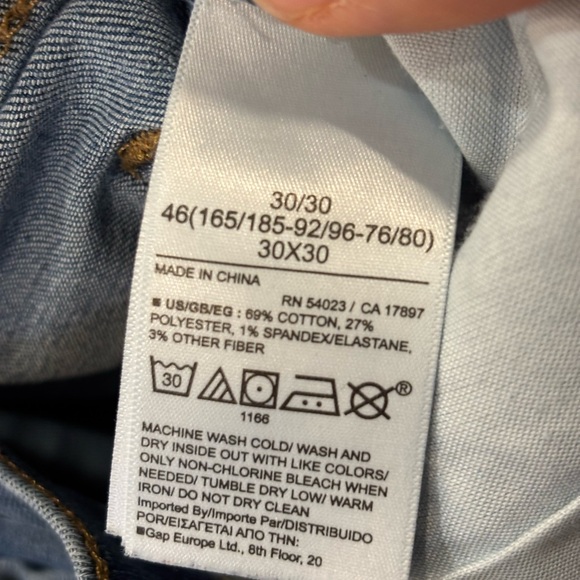 30/30
46(165/185-92/96-76/80)
30X30
MADE IN CHINA
RN 54023 / CA 17897
■ US/GB/EG : 69% COTTON, 27%
POLYESTER, 1% SPANDEX/ELASTANE,
3% OTHER FIBER
30 ®
1166
MACHINE WASH COLD/ WASH AND
DRY INSIDE OUT WITH LIKE COLORS/
ONLY NON-CHLORINE BLEACH WHEN
NEEDED/ TUMBLE DRY LOW/ WARM
IRON/ DO NOT DRY CLEAN
Imported By/Importe Par/DISTRIBUIDO
POR/ΕΙΣΑΓΕΤΑΙ ΑΠΟ ΤΗΝ:
■Gap Europe Ltd., 8th Floor, 20